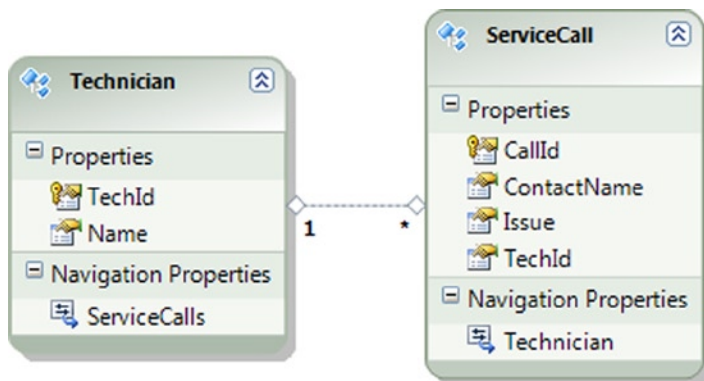 Technician
Properties
TechId
Name
Navigation Properties
ServiceCalls
1
*
ServiceCall
Properties
CallId
ContactName
Issue
TechId
Navigation Properties
Technician